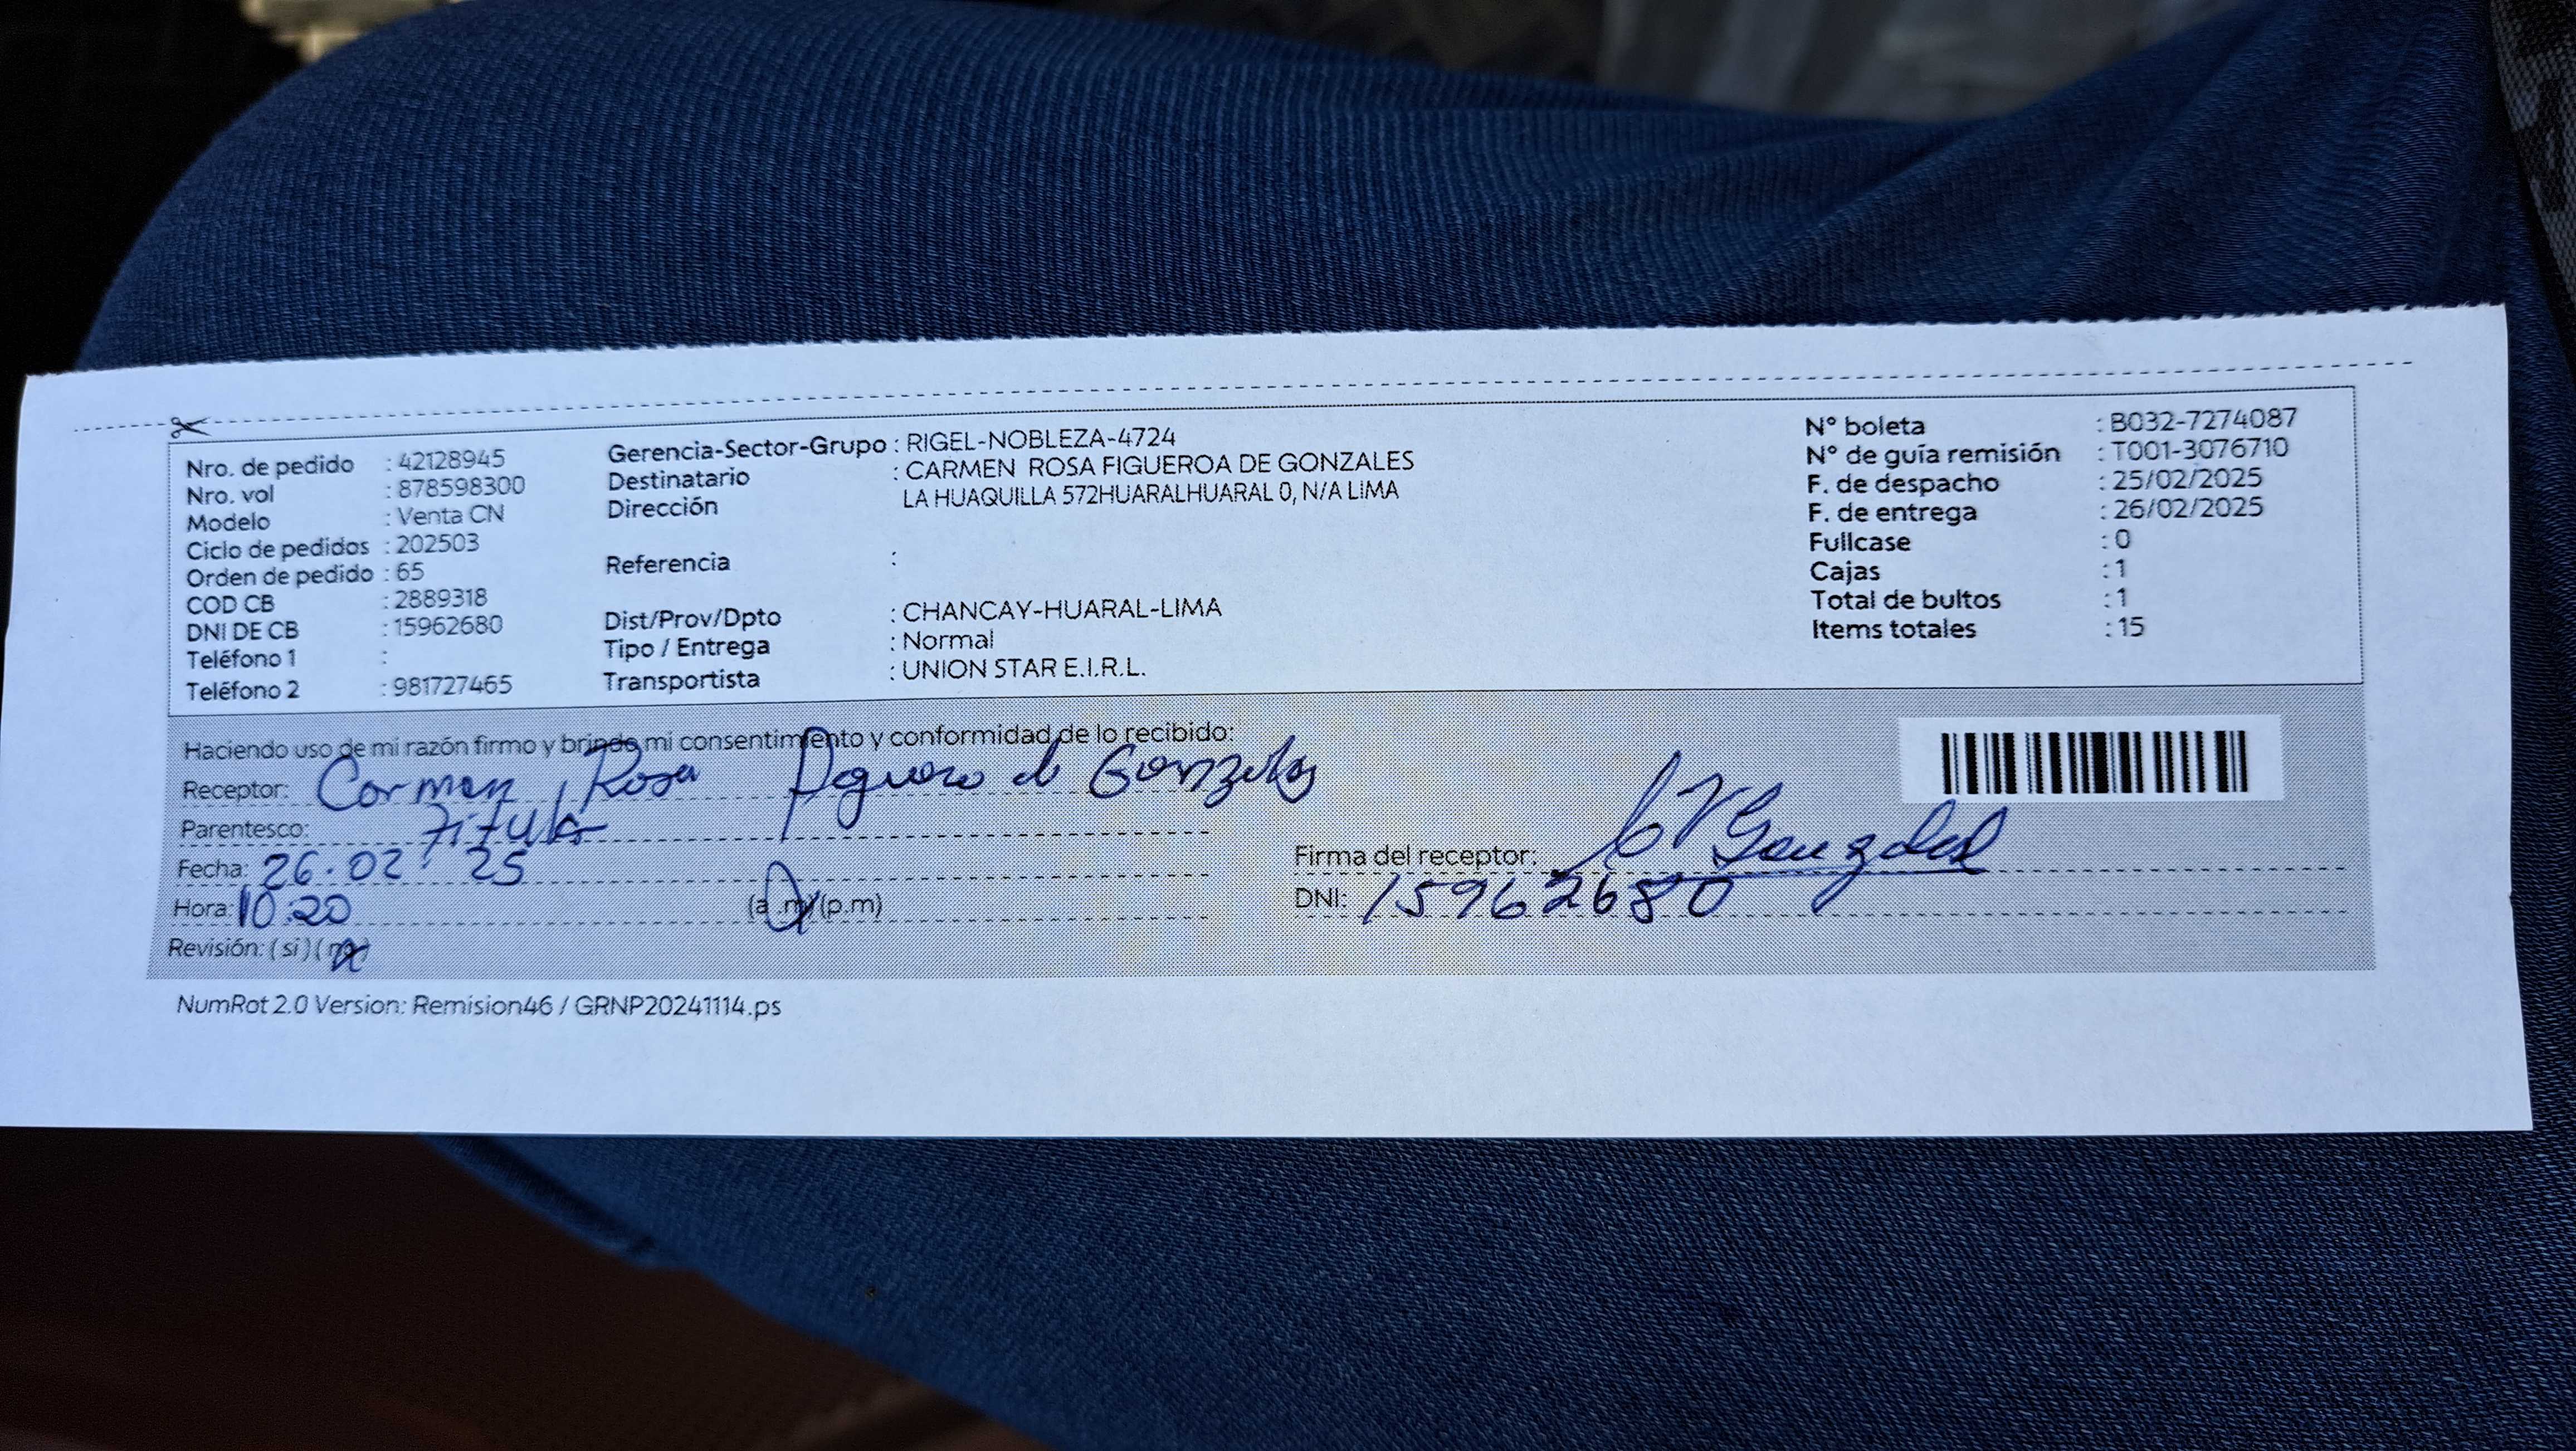 Nro. de pedido : 42128945
Nro. vol : 878598300
Modelo : Venta CN
Ciclo de pedidos : 202503
Orden de pedido : 65
COD CB : 2889318
DNI DE CB : 15962680
Teléfono 1 :
Teléfono 2 : 981727465
Gerencia-Sector-Grupo : RIGEL-NOBLEZA-4724
Destinatario : CARMEN ROSA FIGUEROA DE GONZALES
Dirección LA HUAQUILLA 572HUARALHUARAL 0, N/A LIMA
Referencia :
Dist/Prov/Dpto : CHANCAY-HUARAL-LIMA
Tipo / Entrega : Normal
Transportista : UNION STAR E.I.R.L.
N° boleta : B032-7274087
N° de guía remisión : T001-3076710
F. de despacho : 25/02/2025
F. de entrega : 26/02/2025
Fullcase : 0
Cajas : 1
Total de bultos : 1
Items totales : 15
Haciendo uso de mi razón firmo y brindo mi consentimiento y conformidad de lo recibido:
Receptor: Carmen Rosa de Gonzales
Parentesco: Titular
Fecha: 26.02.25
Hora: 10:20 (a.m)(p.m)
Revisión: (si) (no)
Firma del receptor: Gonzales
DNI: 15962680
NumRot 2.0 Version: Remision46 / GRNP20241114.ps